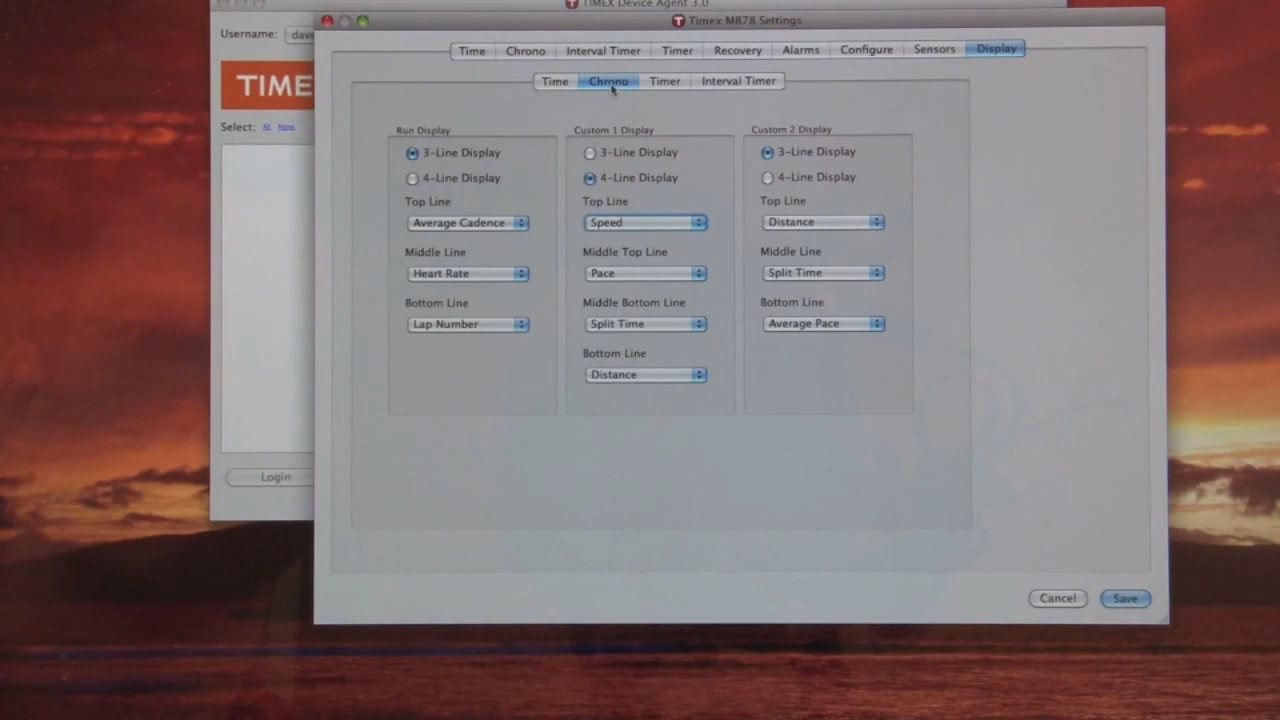 TIMEX Device Agent 3.0
Timex M878 Settings
Username: dave
TIME
Select: All None
Login
Time Chrono Interval Timer Timer Recovery Alarms Configure Sensors Display
Time Chrono Timer Interval Timer
Run Display
3-Line Display
4-Line Display
Top Line
Average Cadence
Middle Line
Heart Rate
Bottom Line
Lap Number
Custom 1 Display
3-Line Display
4-Line Display
Top Line
Speed
Middle Top Line
Pace
Middle Bottom Line
Split Time
Bottom Line
Distance
Custom 2 Display
3-Line Display
4-Line Display
Top Line
Distance
Middle Line
Split Time
Bottom Line
Average Pace
Cancel Save